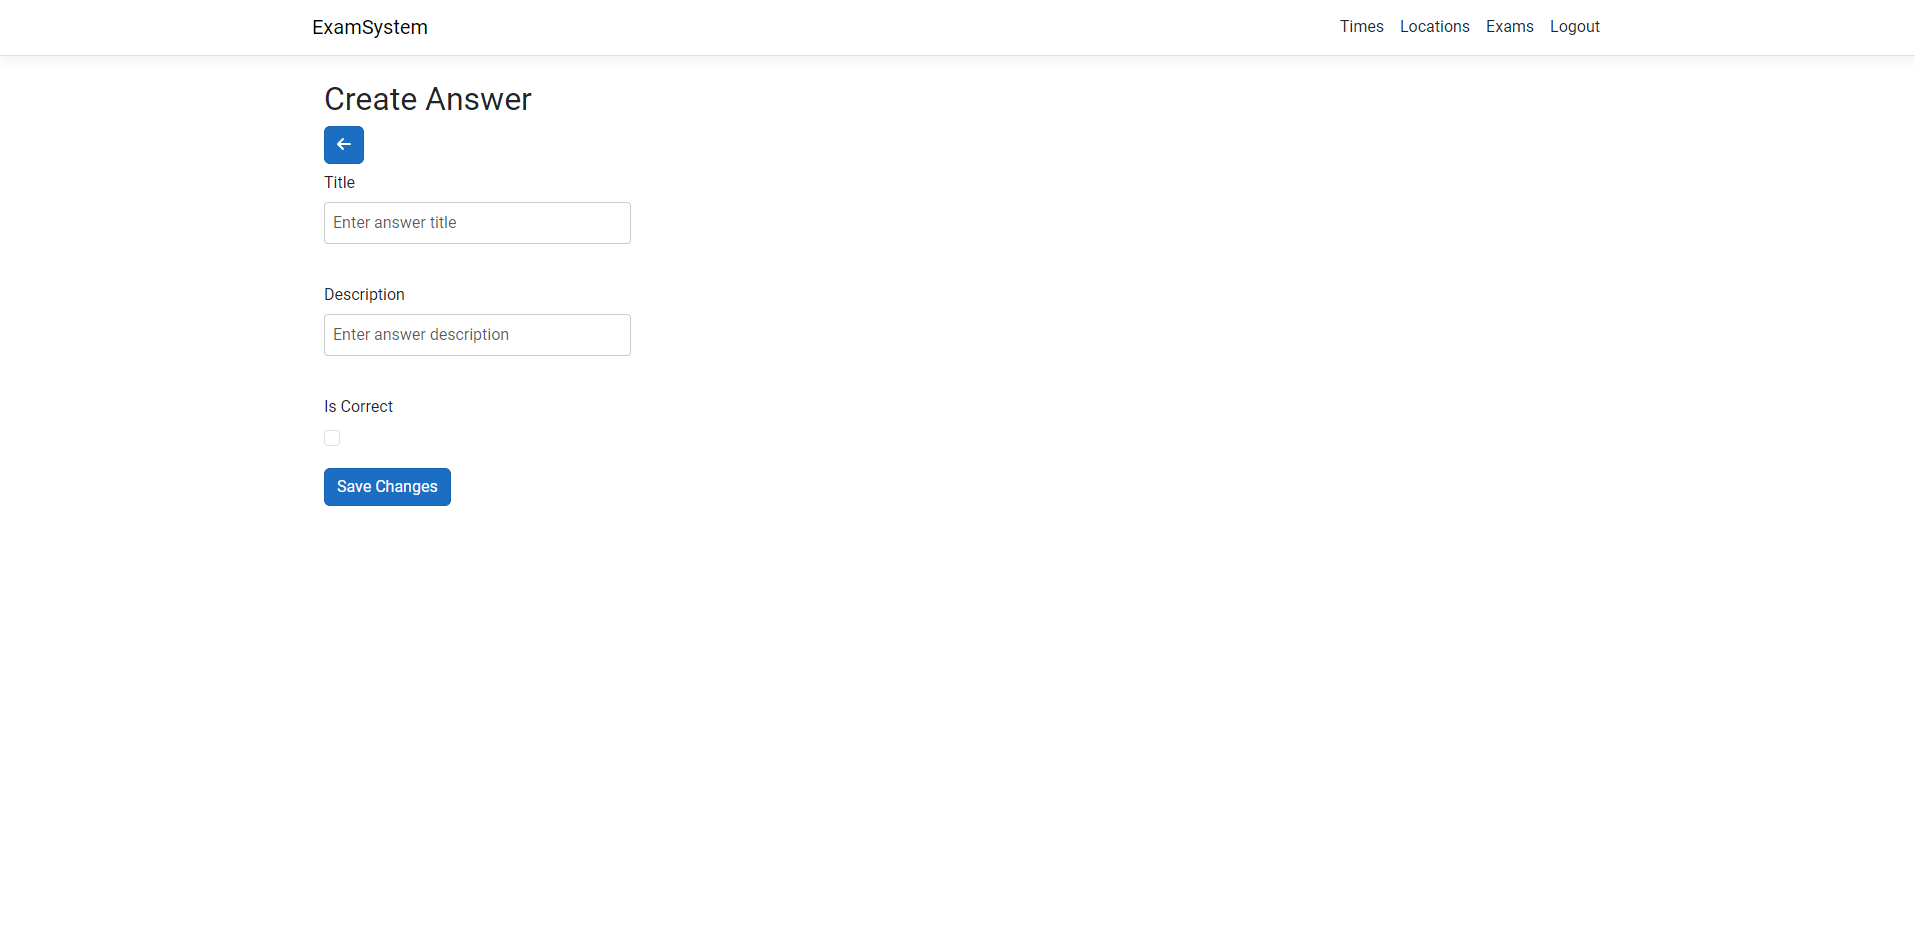 ExamSystem
Times Locations Exams Logout
Create Answer
Title
Enter answer title
Description
Enter answer description
Is Correct
Save Changes